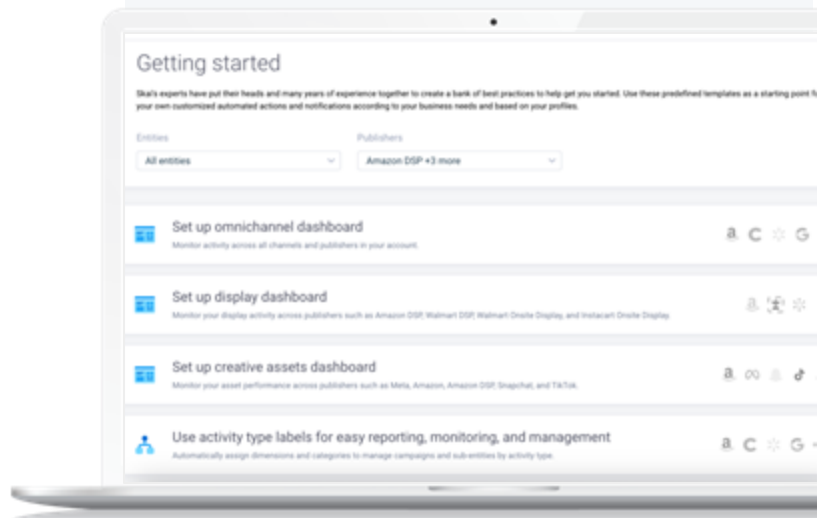 Getting started
Skai's experts have put their heads and many years of experience together to create a bank of best practices to help get you started. Use these predefined templates as a starting point
your own customized automated actions and notifications according to your business needs and based on your profiles.
Entities Publishers
All entities Amazon DSP +3 more
Set up omnichannel dashboard
Monitor activity across all channels and publishers in your account.
Set up display dashboard
Monitor your display activity across publishers such as Amazon DSP, Walmart DSP, Walmart Onsite Display, and Instacart Onsite Display.
Set up creative assets dashboard
Monitor your asset performance across publishers such as Meta, Amazon, Amazon DSP, Snapchat, and TikTok.
Use activity type labels for easy reporting, monitoring, and management
Automatically assign dimensions and categories to manage campaigns and sub-entities by activity type.